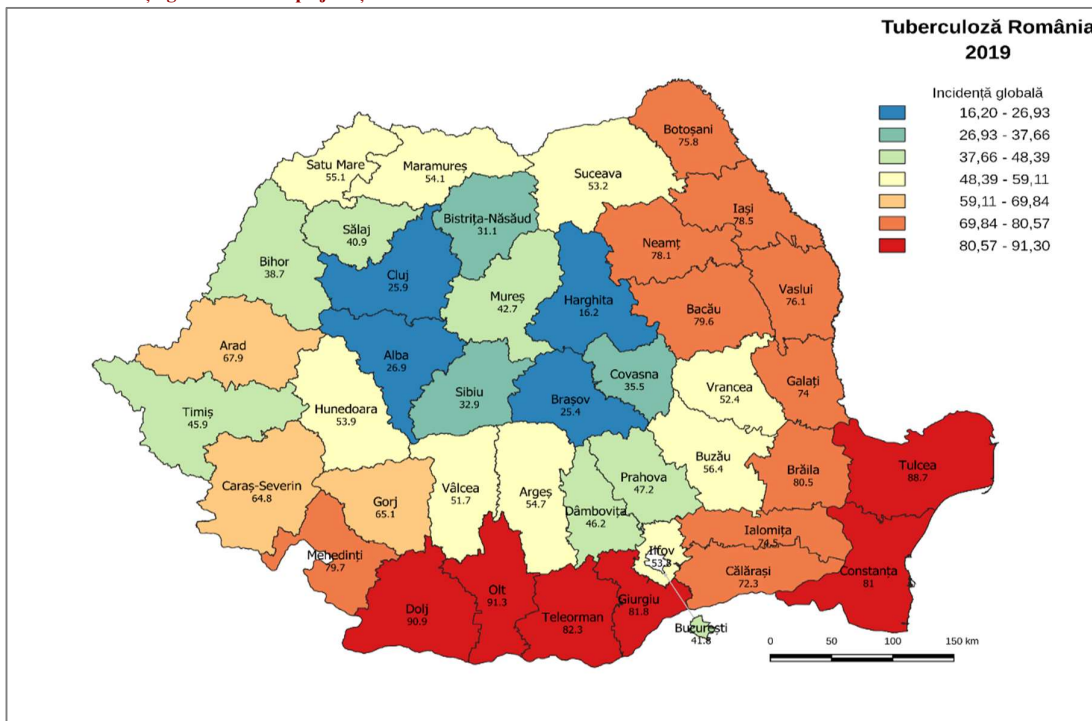 Tuberculoză România
2019
Incidență globală
16,20 - 26,93
26,93 - 37,66
37,66 - 48,39
48,39 - 59,11
59,11 - 69,84
69,84 - 80,57
80,57 - 91,30
Botoșani
75.8
Satu Mare
55.1
Maramureș
54.1
Suceava
53.2
Iași
78.5
Bistrița-Năsăud
31.1
Sălaj
40.9
Neamț
78.1
Bihor
38.7
Cluj
25.9
Mureș
42.7
Harghita
16.2
Vaslui
76.1
Bacău
79.6
Arad
67.9
Alba
26.9
Covasna
35.5
Sibiu
32.9
Brașov
25.4
Vrancea
52.4
Galați
74
Timiș
45.9
Hunedoara
53.9
Buzău
56.4
Tulcea
88.7
Brăila
80.5
Prahova
47.2
Caraș-Severin
64.8
Gorj
65.1
Vâlcea
51.7
Argeș
54.7
Dâmbovița
46.2
Ialomița
74.5
Ilfov
Mehedinți
79.7
Călărași
72.3
Constanța
81
Olt
91.3
Dolj
90.9
Teleorman
82.3
Giurgiu
81.8
București
0 50 100 150 km